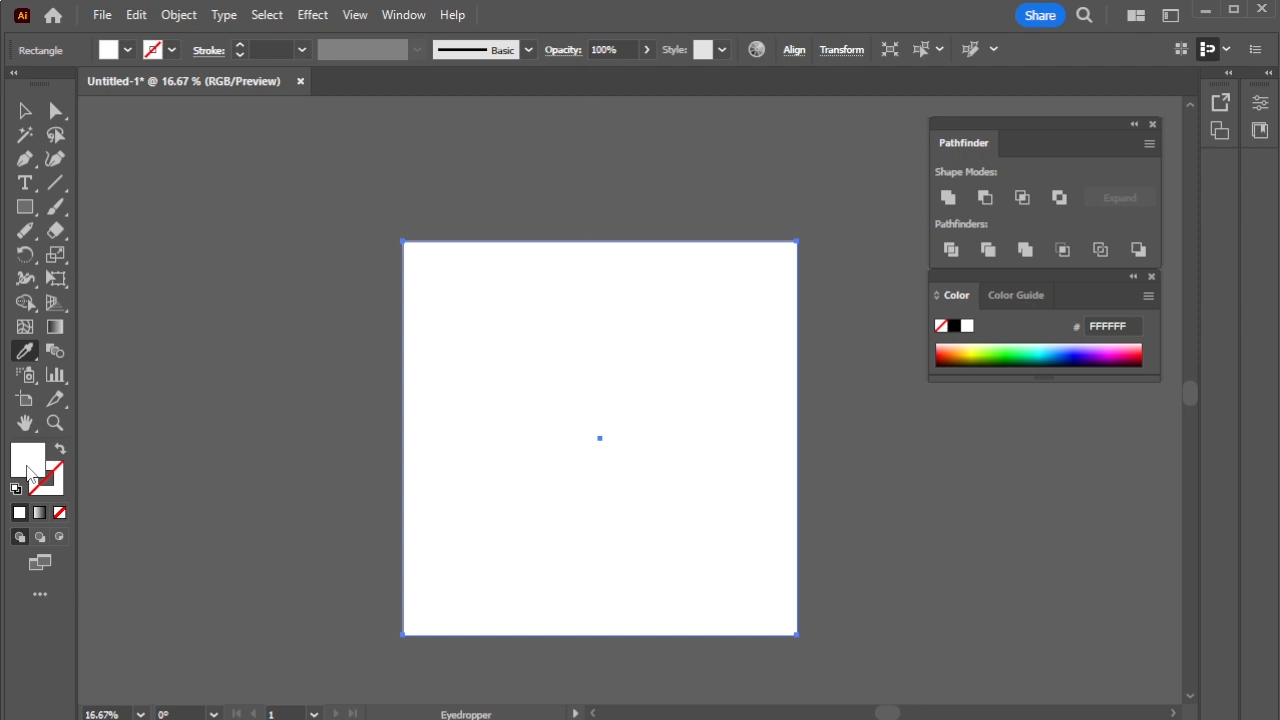 Ai File Edit Object Type Select Effect View Window Help Share
Rectangle Stroke: Basic Opacity: 100% Style: Align Transform
Untitled-1* @ 16.67 % (RGB/Preview)
Pathfinder
Shape Modes:
Expand
Pathfinders:
Color Color Guide
# FFFFFF
16.67% 0° 1 Eyedropper